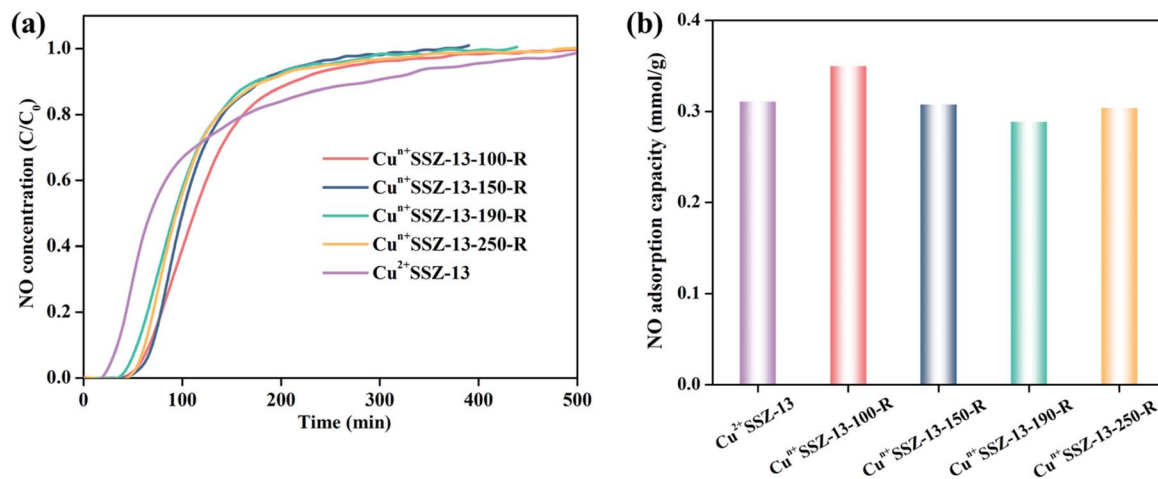 (a)
NO concentration (C/C₀)
1.0
0.8
0.6
0.4
0.2
0.0
Cuⁿ⁺SSZ-13-100-R
Cuⁿ⁺SSZ-13-150-R
Cuⁿ⁺SSZ-13-190-R
Cuⁿ⁺SSZ-13-250-R
Cu²⁺SSZ-13
0 100 200 300 400 500
Time (min)
(b)
NO adsorption capacity (mmol/g)
0.4
0.3
0.2
0.1
0.0
Cu²⁺SSZ-13
Cuⁿ⁺SSZ-13-100-R
Cuⁿ⁺SSZ-13-150-R
Cuⁿ⁺SSZ-13-190-R
Cuⁿ⁺SSZ-13-250-R